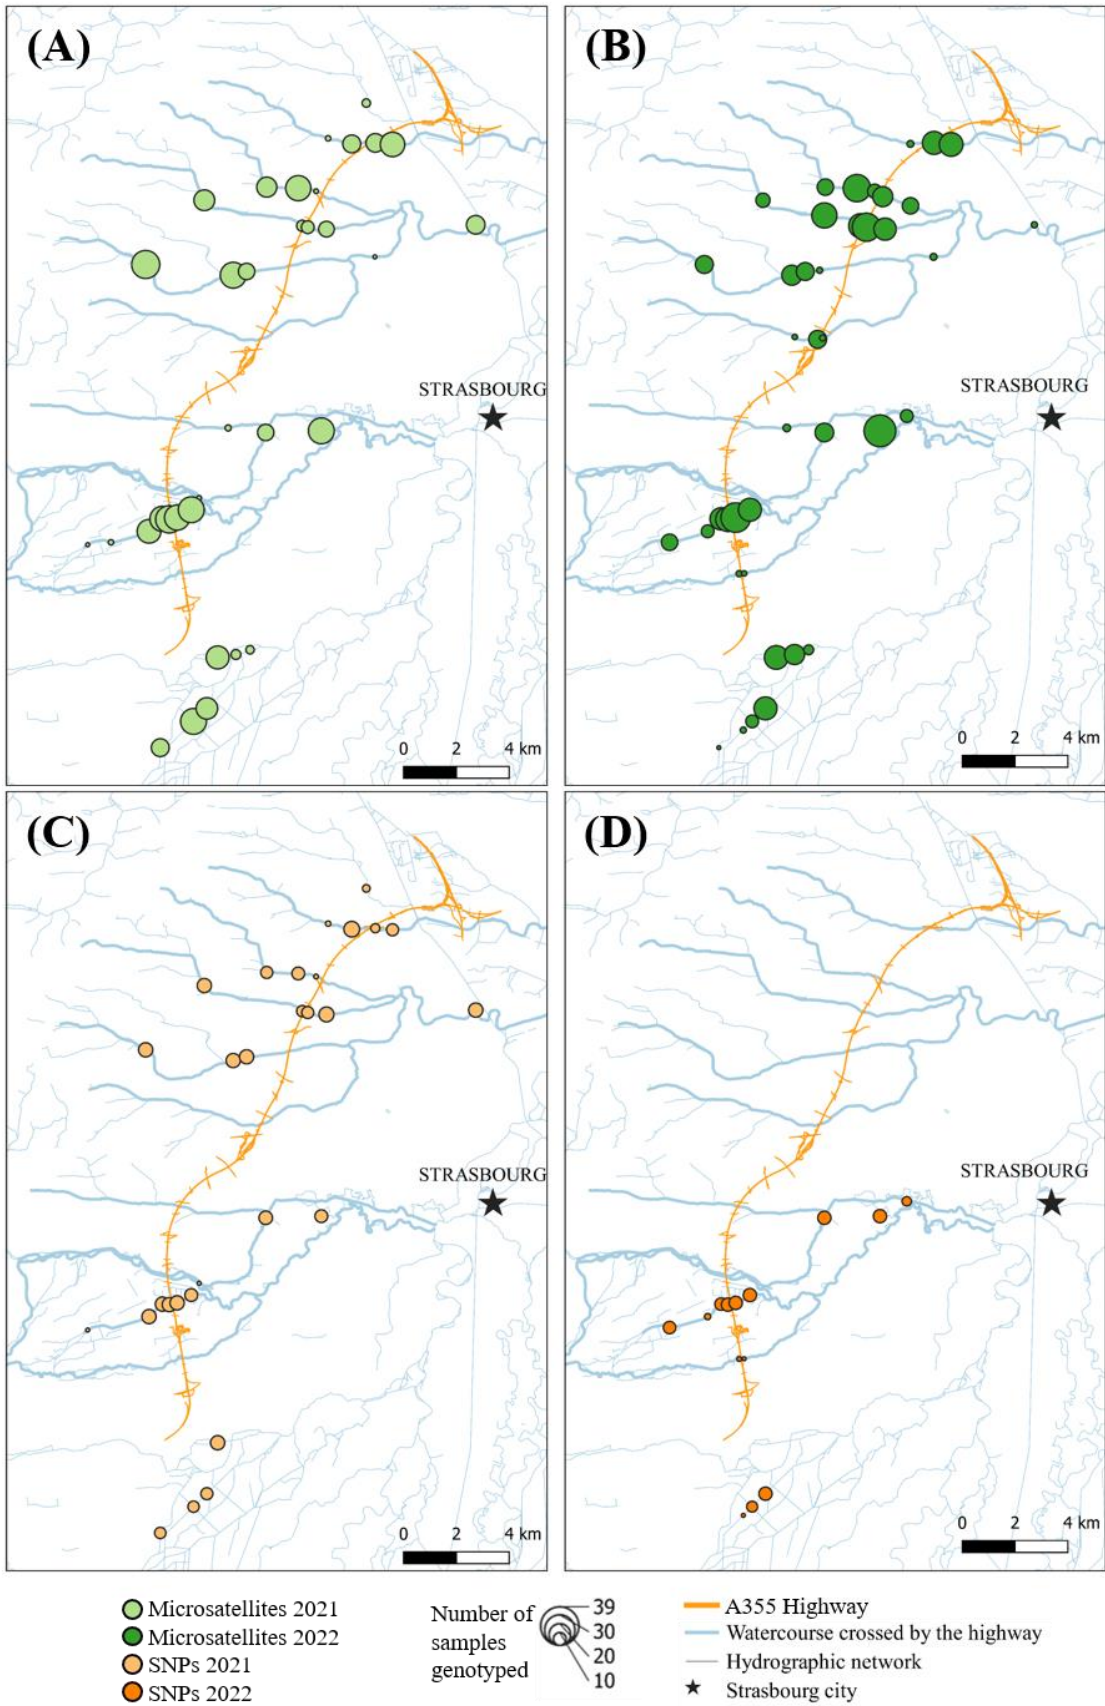 (A)
(B)
STRASBOURG
STRASBOURG
0 2 4 km
0 2 4 km
(C)
(D)
STRASBOURG
STRASBOURG
0 2 4 km
0 2 4 km
Microsatellites 2021
Microsatellites 2022
SNPs 2021
SNPs 2022
Number of
samples
genotyped
39
30
20
10
A355 Highway
Watercourse crossed by the highway
Hydrographic network
Strasbourg city